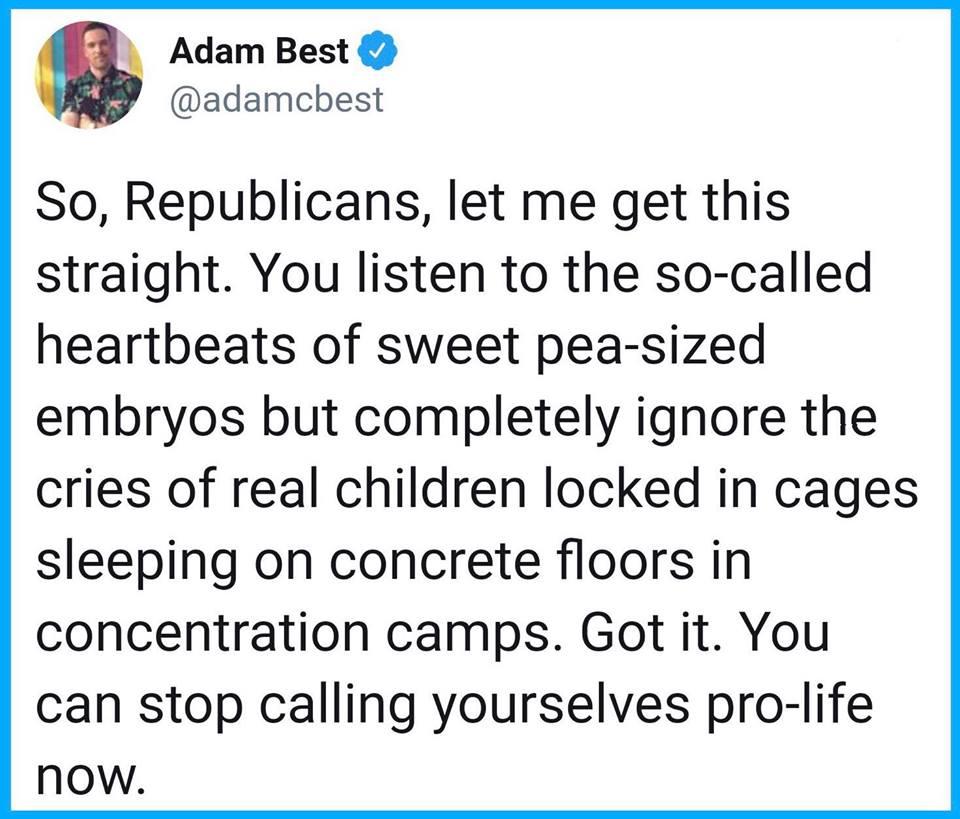 Adam Best
@adamcbest
So, Republicans, let me get this
straight. You listen to the so-called
heartbeats of sweet pea-sized
embryos but completely ignore the
cries of real children locked in cages
sleeping on concrete floors in
concentration camps. Got it. You
can stop calling yourselves pro-life
now.